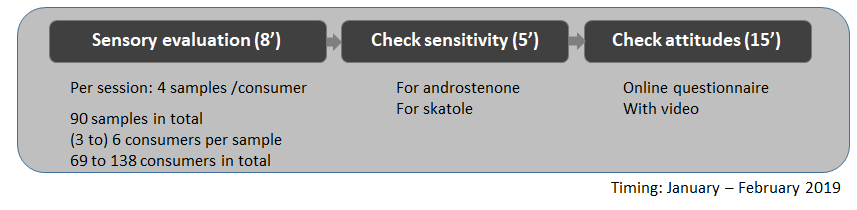 Sensory evaluation (8’)
Per session: 4 samples /consumer
90 samples in total
(3 to) 6 consumers per sample
69 to 138 consumers in total
Check sensitivity (5’)
For androstenone
For skatole
Check attitudes (15’)
Online questionnaire
With video
Timing: January – February 2019